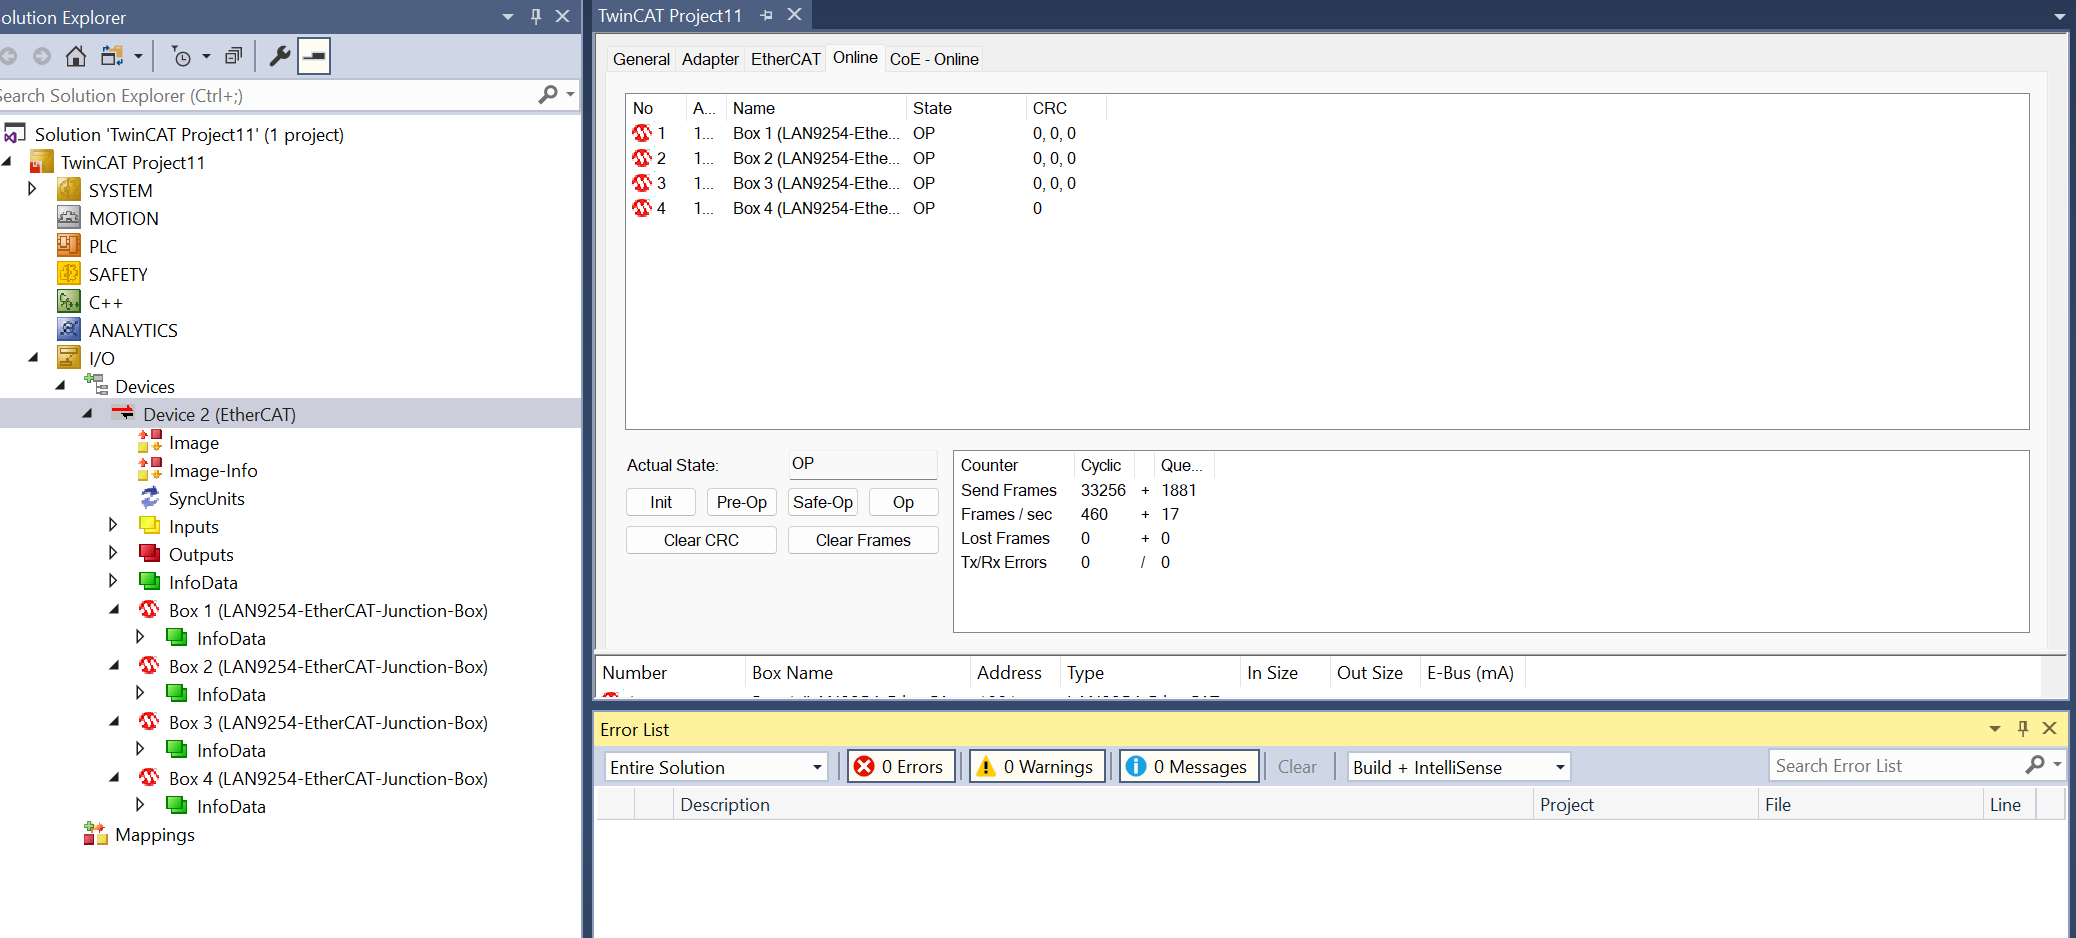 olution Explorer
earch Solution Explorer (Ctrl+;)
Solution 'TwinCAT Project11' (1 project)
TwinCAT Project11
SYSTEM
MOTION
PLC
SAFETY
C++
ANALYTICS
I/O
Devices
Device 2 (EtherCAT)
Image
Image-Info
SyncUnits
Inputs
Outputs
InfoData
Box 1 (LAN9254-EtherCAT-Junction-Box)
InfoData
Box 2 (LAN9254-EtherCAT-Junction-Box)
InfoData
Box 3 (LAN9254-EtherCAT-Junction-Box)
InfoData
Box 4 (LAN9254-EtherCAT-Junction-Box)
InfoData
Mappings
TwinCAT Project11
General Adapter EtherCAT Online CoE - Online
No A... Name State CRC
1 1... Box 1 (LAN9254-Ethe... OP 0, 0, 0
2 1... Box 2 (LAN9254-Ethe... OP 0, 0, 0
3 1... Box 3 (LAN9254-Ethe... OP 0, 0, 0
4 1... Box 4 (LAN9254-Ethe... OP 0
Actual State: OP
Init Pre-Op Safe-Op Op
Clear CRC Clear Frames
Counter Cyclic Que...
Send Frames 33256 + 1881
Frames / sec 460 + 17
Lost Frames 0 + 0
Tx/Rx Errors 0 / 0
Number Box Name Address Type In Size Out Size E-Bus (mA)
Error List
Entire Solution 0 Errors 0 Warnings 0 Messages Clear Build + IntelliSense Search Error List
Description Project File Line